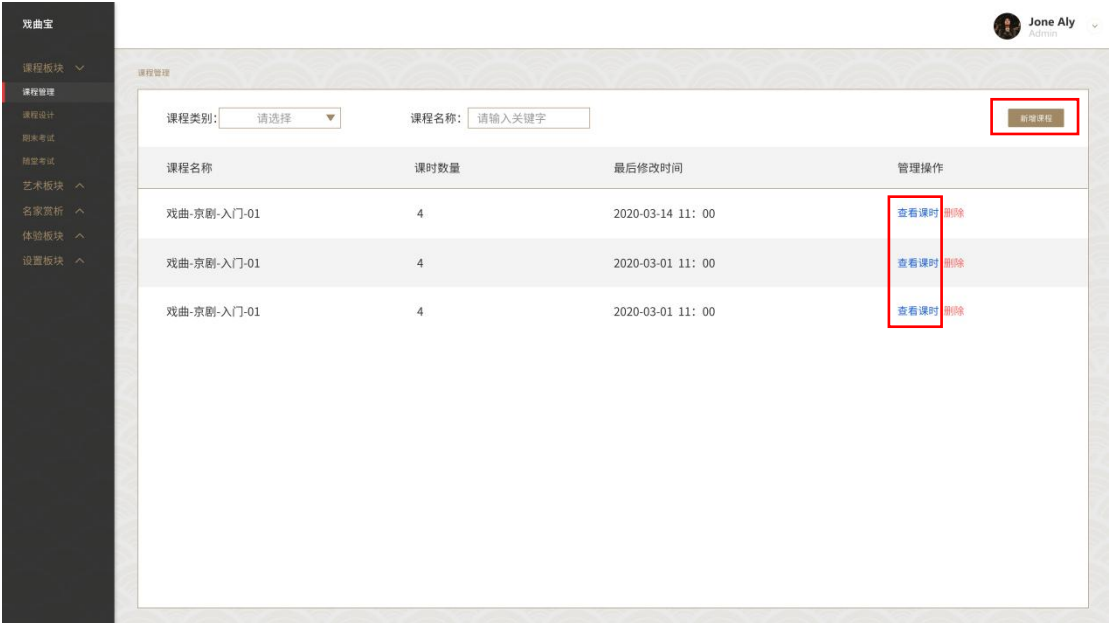 戏曲宝
Jone Aly
Admin
课程板块
课程管理
课程设计
期末考试
随堂考试
艺术板块
名家赏析
体验板块
设置板块
课程管理
课程类别： 请选择 课程名称： 请输入关键字 新增课程
课程名称 课时数量 最后修改时间 管理操作
戏曲-京剧-入门-01 4 2020-03-14 11：00 查看课时 删除
戏曲-京剧-入门-01 4 2020-03-01 11：00 查看课时 删除
戏曲-京剧-入门-01 4 2020-03-01 11：00 查看课时 删除